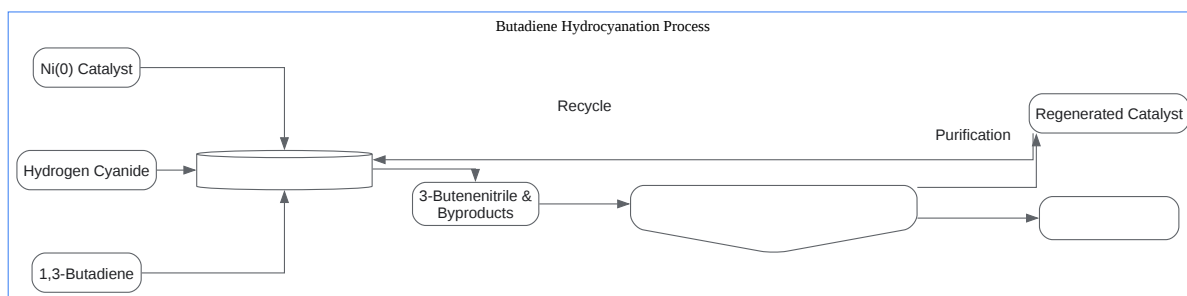 Butadiene Hydrocyanation Process
Ni(0) Catalyst
Recycle
Regenerated Catalyst
Purification
Hydrogen Cyanide
3-Butenenitrile &
Byproducts
1,3-Butadiene